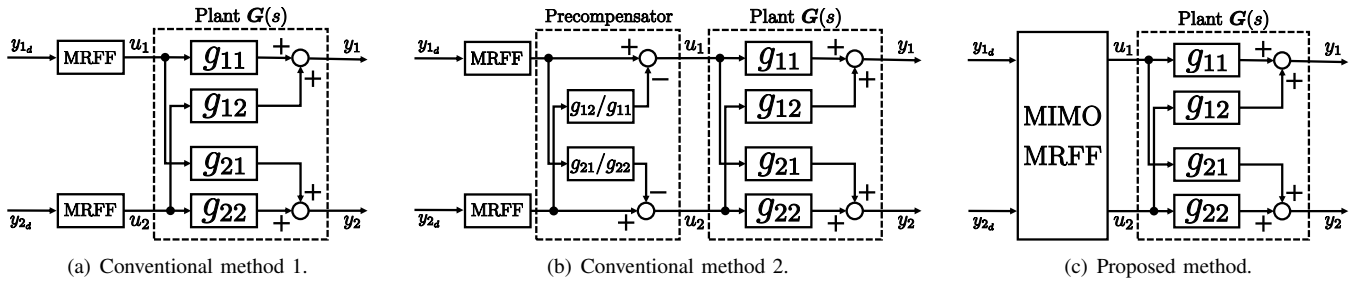 Plant G(s)
y1d
MRFF
u1
g11
+
+
y1
g12
g21
y2d
MRFF
u2
g22
+
+
y2
(a) Conventional method 1.
Precompensator
Plant G(s)
y1d
MRFF
+
−
u1
g11
+
+
y1
g12/g11
g12
g21/g22
g21
y2d
MRFF
−
+
u2
g22
+
+
y2
(b) Conventional method 2.
Plant G(s)
y1d
MIMO
MRFF
u1
g11
+
+
y1
g12
g21
y2d
u2
g22
+
+
y2
(c) Proposed method.